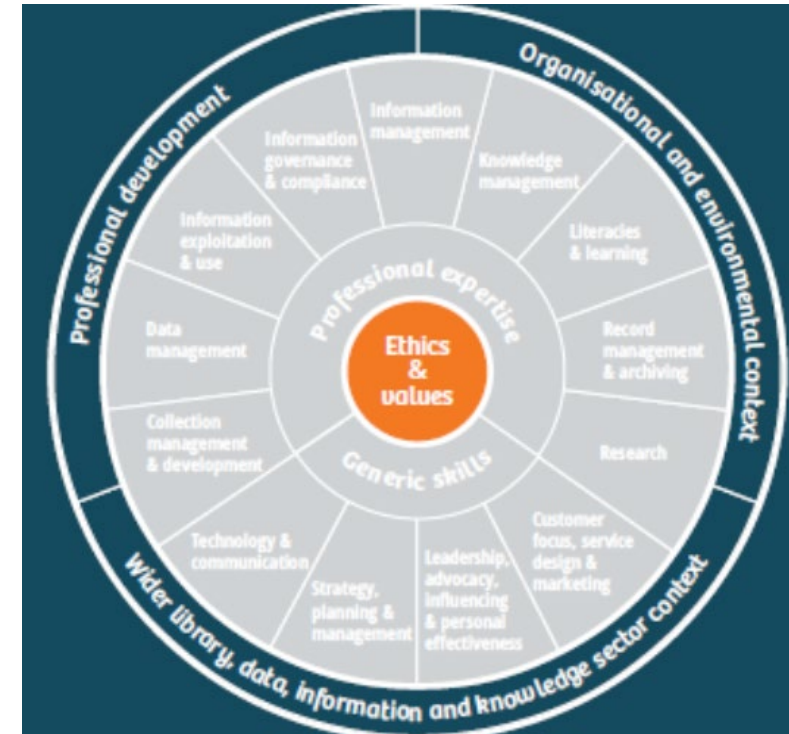 Professional development
Organisational and environmental context
Wider library, data, information and knowledge sector context
Information
management
Knowledge
management
Literacies
& learning
Record
management
& archiving
Research
Customer
focus, service
design &
marketing
Leadership,
advocacy,
influencing
& personal
effectiveness
Strategy,
planning &
management
Technology &
communication
Collection
management
& development
Data
management
Information
exploitation
& use
Information
governance
& compliance
Professional expertise
Generic skills
Ethics
&
values